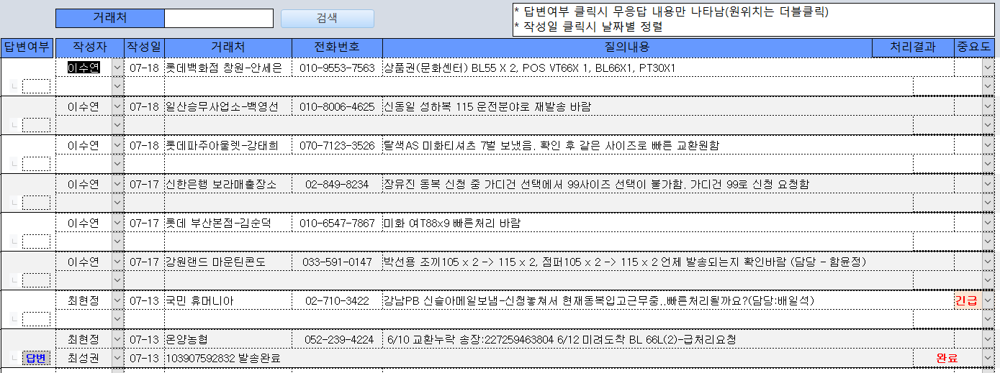 거래처 검색
* 답변여부 클릭시 무응답 내용만 나타남(원위치는 더블클릭)
* 작성일 클릭시 날짜별 정렬
답변여부 작성자 작성일 거래처 전화번호 질의내용 처리결과 중요도
이수연 07-18 롯데백화점 창원-안세은 010-9553-7563 상품권(문화센터) BL55 X 2, POS VT66X 1, BL66X1, PT30X1
이수연 07-18 일산승무사업소-백영선 010-8006-4625 신동일 성하복 115 운전분야로 재발송 바람
이수연 07-18 롯데파주아울렛-강태희 070-7123-3526 탈색AS 미화티셔츠 7벌 보냈음. 확인 후 같은 사이즈로 빠른 교환원함
이수연 07-17 신한은행 보라매출장소 02-849-8234 장유진 동복 신청 중 가디건 선택에서 99사이즈 선택이 불가함. 가디건 99로 신청 요청함
이수연 07-17 롯데 부산본점-김순덕 010-6547-7867 미화 여T88x9 빠른처리 바람
이수연 07-17 강원랜드 마운틴콘도 033-591-0147 박선용 조끼105 x 2 -> 115 x 2, 점퍼105 x 2 -> 115 x 2 언제 발송되는지 확인바람 (담당 - 함윤정)
최현정 07-13 국민 휴머니아 02-710-3422 강남PB 신슬아메일보냄-신청놓쳐서 현재동복입고근무중..빠른처리될까요?(담당:배일석) 긴급
최현정 07-13 온양농협 052-239-4224 6/10 교환누락 송장:227259463804 6/12 미려도착 BL 66L(2)-급처리요청
답변 최성권 07-13 103907592832 발송완료 완료